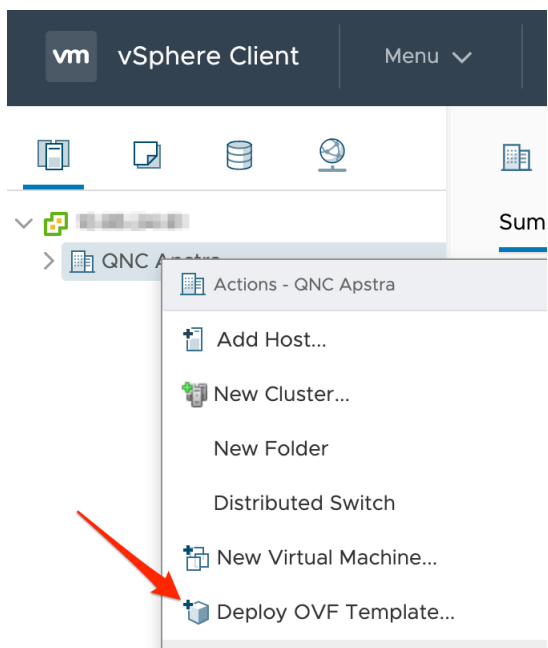 vm vSphere Client Menu
Sum
QNC Apstra
Actions - QNC Apstra
Add Host...
New Cluster...
New Folder
Distributed Switch
New Virtual Machine...
Deploy OVF Template...